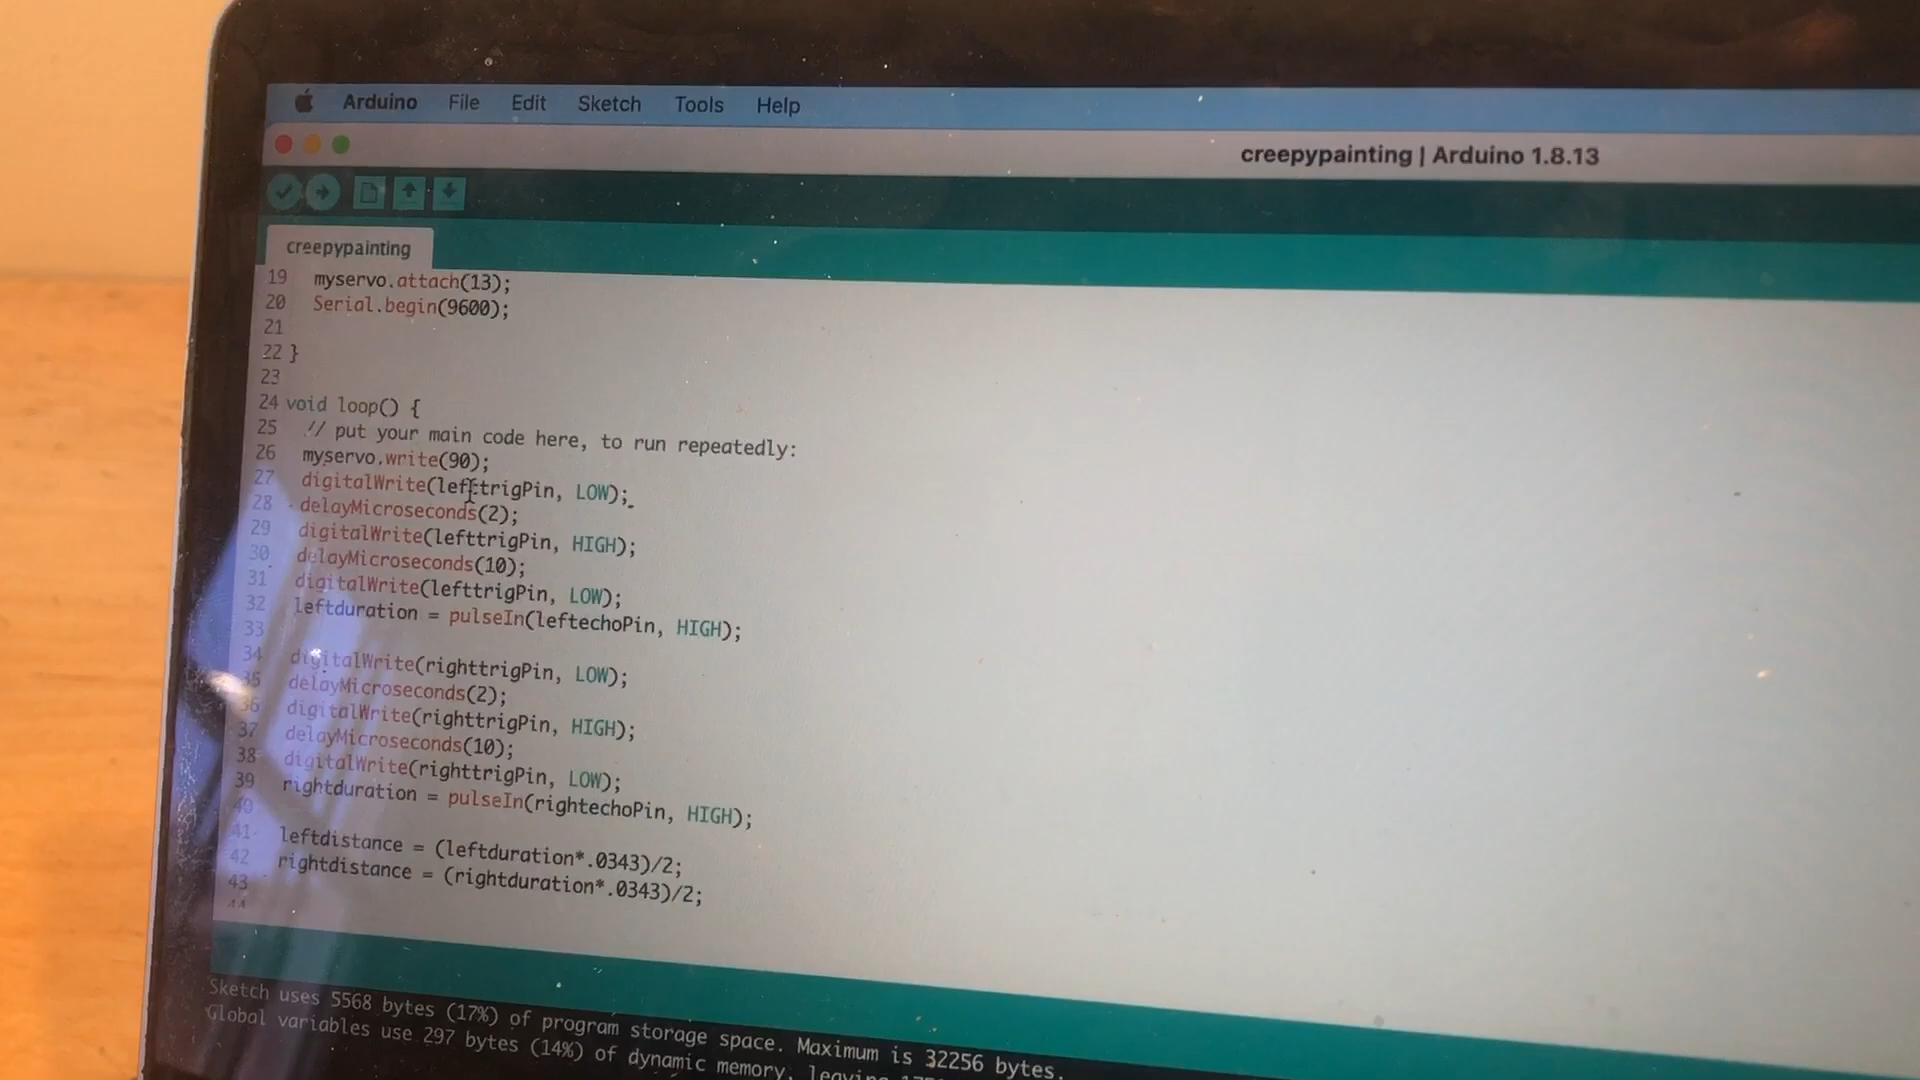 Arduino File Edit Sketch Tools Help
creepypainting | Arduino 1.8.13
creepypainting
19 myservo.attach(13);
20 Serial.begin(9600);
21
22 }
23
24 void loop() {
25 // put your main code here, to run repeatedly:
26 myservo.write(90);
27 digitalWrite(lefttrigPin, LOW);
28 delayMicroseconds(2);
29 digitalWrite(lefttrigPin, HIGH);
30 delayMicroseconds(10);
31 digitalWrite(lefttrigPin, LOW);
32 leftduration = pulseIn(leftechoPin, HIGH);
33
34 digitalWrite(righttrigPin, LOW);
35 delayMicroseconds(2);
36 digitalWrite(righttrigPin, HIGH);
37 delayMicroseconds(10);
38 digitalWrite(righttrigPin, LOW);
39 rightduration = pulseIn(rightechoPin, HIGH);
40
41 leftdistance = (leftduration*.0343)/2;
42 rightdistance = (rightduration*.0343)/2;
43
Sketch uses 5568 bytes (17%) of program storage space. Maximum is 32256 bytes.
Global variables use 297 bytes (14%) of dynamic memory, leaving